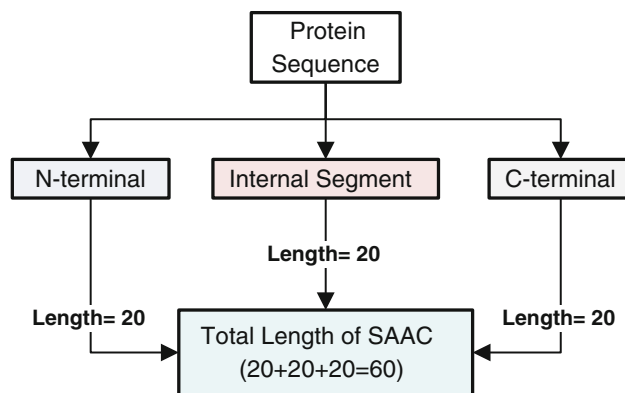 Protein
Sequence
N-terminal
Internal Segment
C-terminal
Length= 20
Length= 20
Length= 20
Total Length of SAAC
(20+20+20=60)